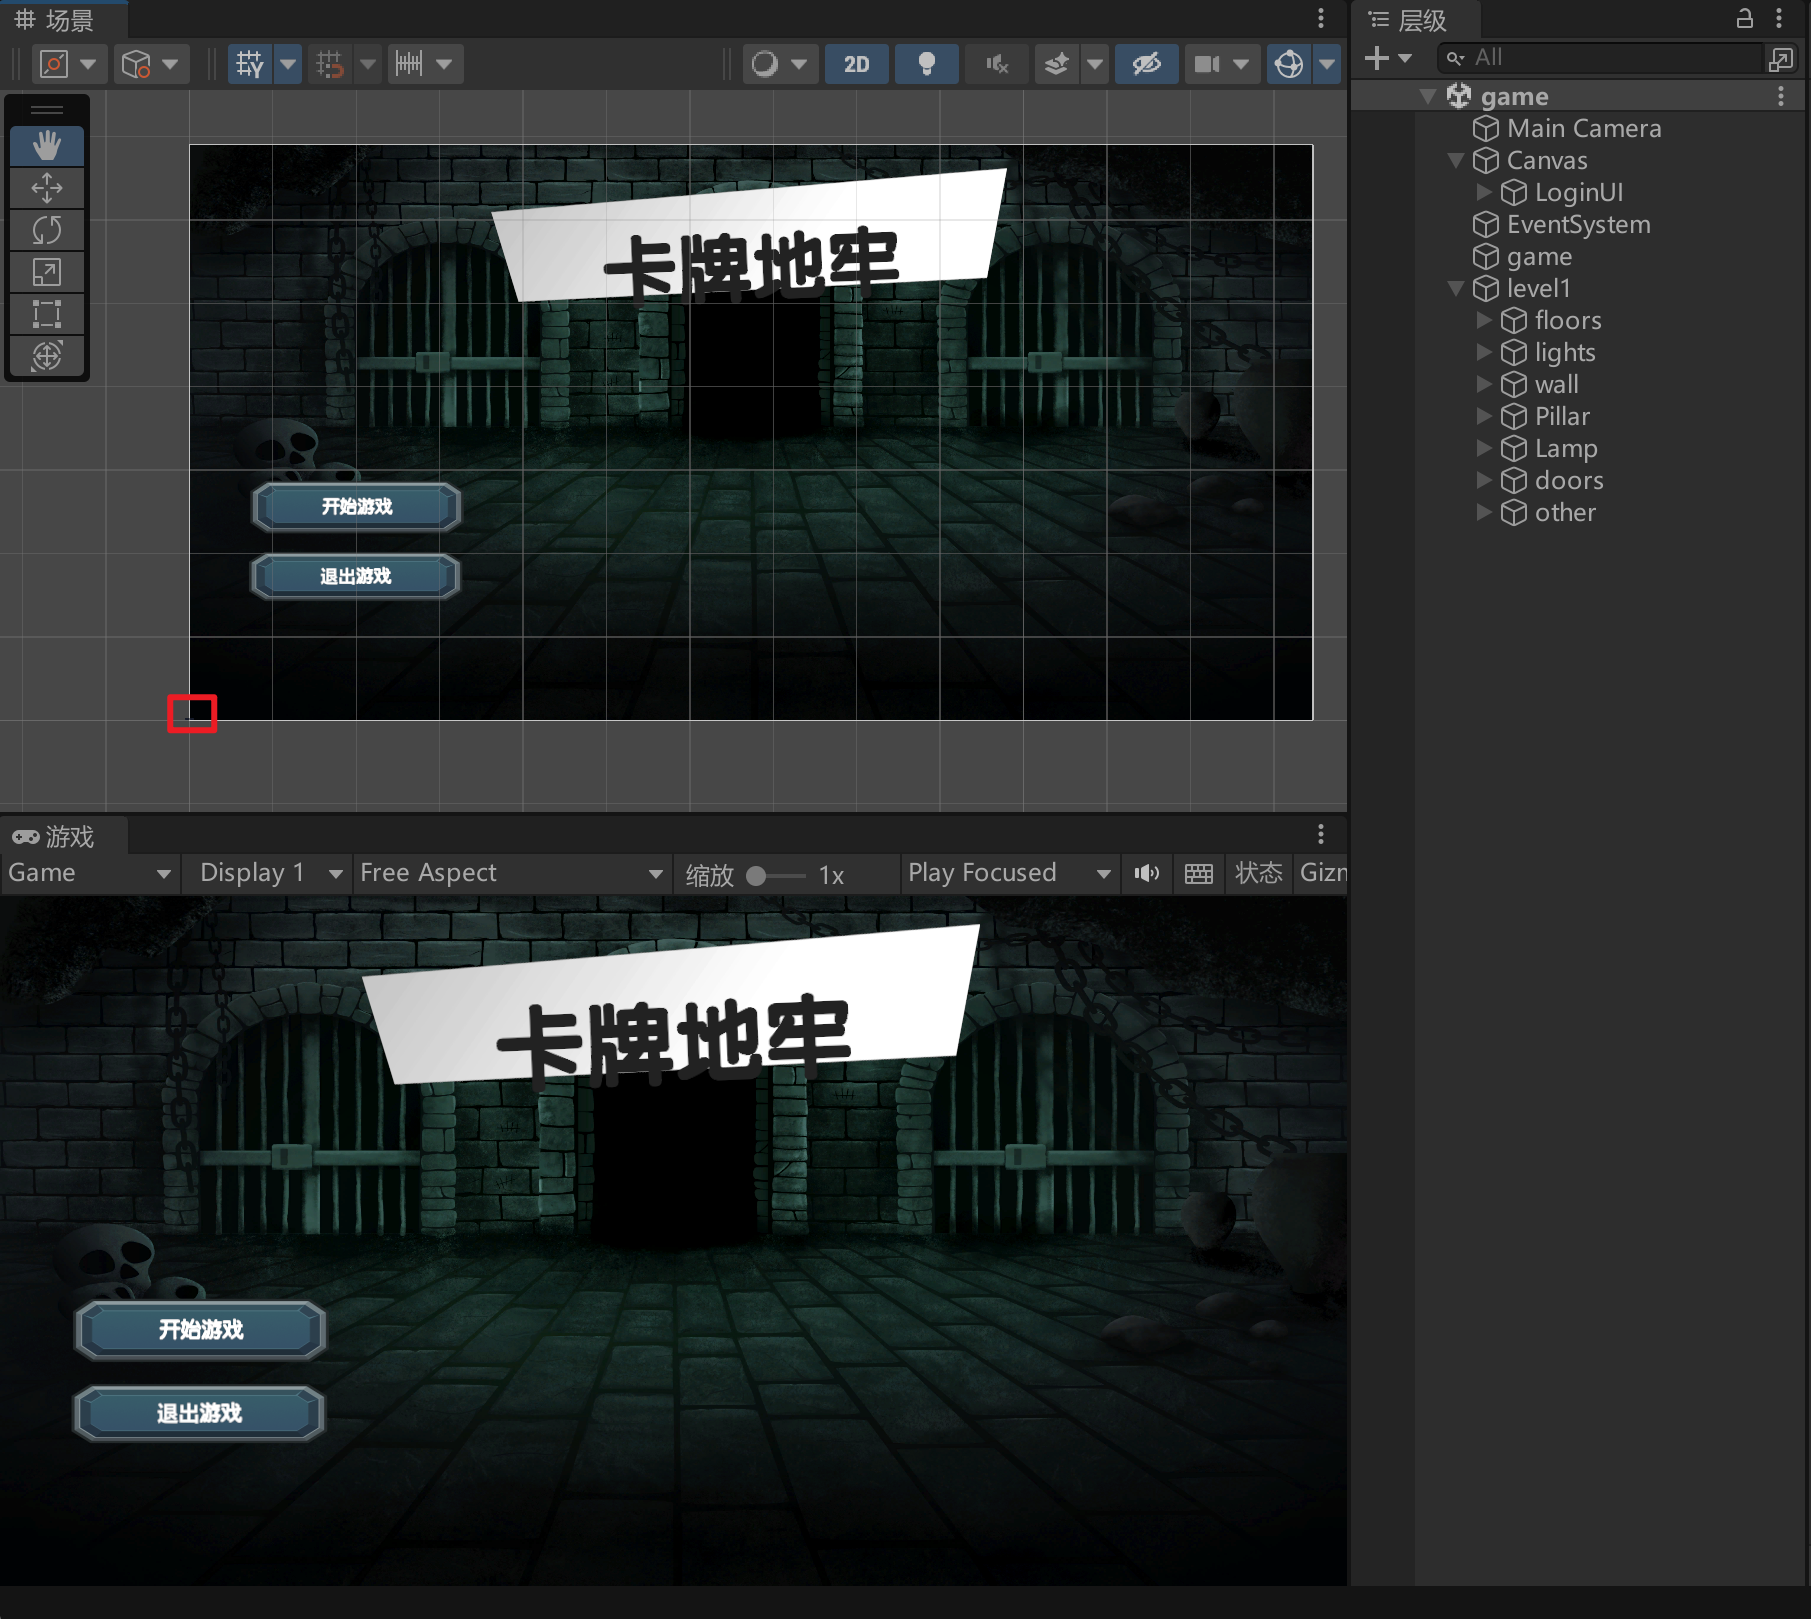 场景
2D
卡牌地牢
开始游戏
退出游戏
游戏
Game
Display 1
Free Aspect
缩放
1x
Play Focused
状态
Gizm
卡牌地牢
开始游戏
退出游戏
层级
All
game
Main Camera
Canvas
LoginUI
EventSystem
game
level1
floors
lights
wall
Pillar
Lamp
doors
other